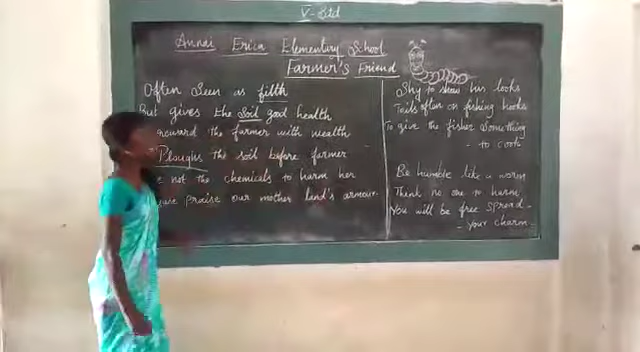 V - Std
Annai Erica Elementary School
Farmer's Friend
Often Seen as filth
But gives the Soil good health
reward the farmer with wealth
Ploughs the soil before farmer
not the chemicals to harm her
praise our mother land's armour
Shy to show his looks
Tails often on fishing hooks
To give the fisher Something
- to cook
Be humble like a worm
Think no one to harm
You will be free Spread -
- your charm -